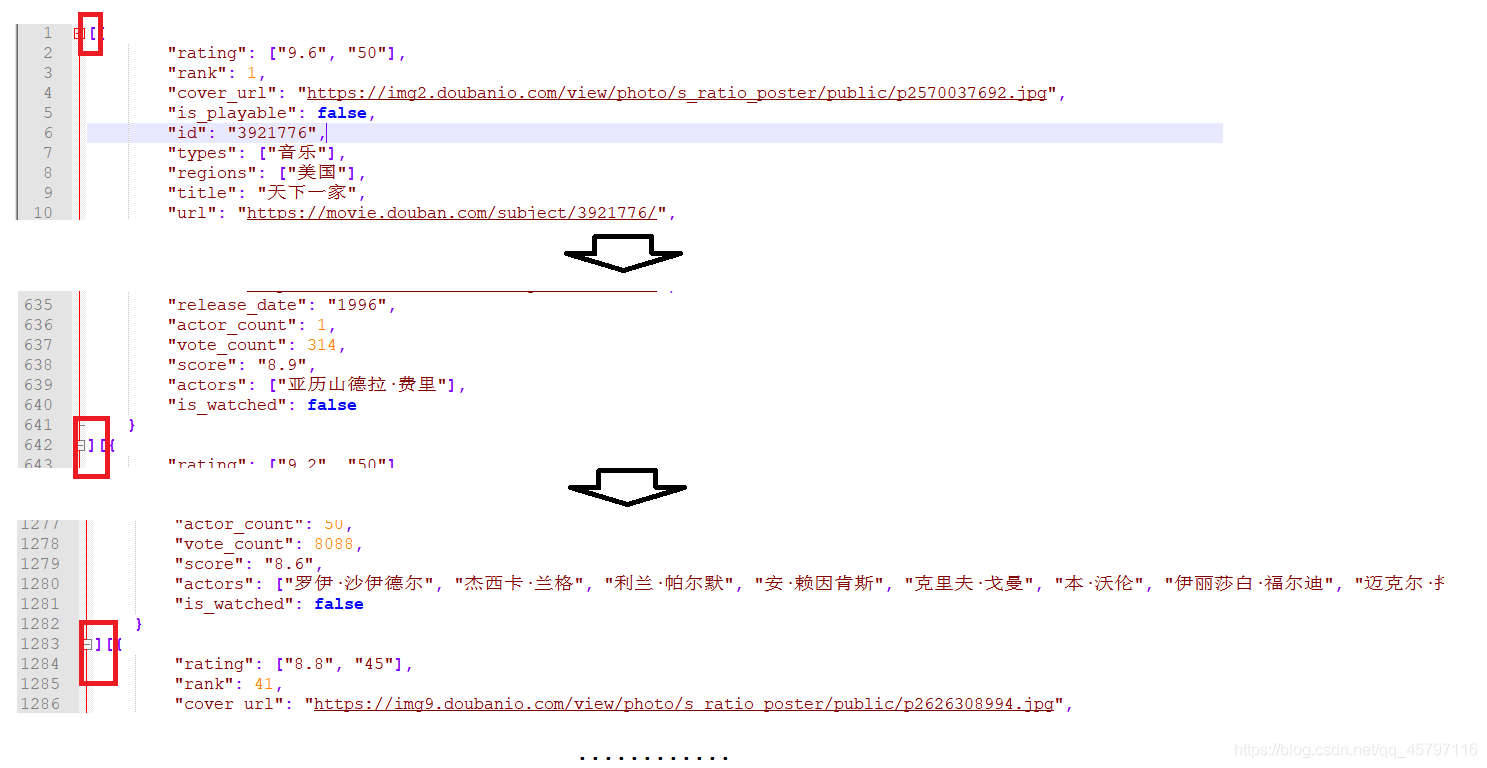 1 [{
2 "rating": ["9.6", "50"],
3 "rank": 1,
4 "cover_url": "https://img2.doubanio.com/view/photo/s_ratio_poster/public/p2570037692.jpg",
5 "is_playable": false,
6 "id": "3921776",
7 "types": ["音乐"],
8 "regions": ["美国"],
9 "title": "天下一家",
10 "url": "https://movie.douban.com/subject/3921776/",
635 "release_date": "1996",
636 "actor_count": 1,
637 "vote_count": 314,
638 "score": "8.9",
639 "actors": ["亚历山德拉·费里"],
640 "is_watched": false
641 }
642 ][{
643 "rating": ["9.2" "50"]
1277 "actor_count": 50,
1278 "vote_count": 8088,
1279 "score": "8.6",
1280 "actors": ["罗伊·沙伊德尔", "杰西卡·兰格", "利兰·帕尔默", "安·赖因肯斯", "克里夫·戈曼", "本·沃伦", "伊丽莎白·福尔迪", "迈克尔·
1281 "is_watched": false
1282 }
1283 ][{
1284 "rating": ["8.8", "45"],
1285 "rank": 41,
1286 "cover_url": "https://img9.doubanio.com/view/photo/s_ratio_poster/public/p2626308994.jpg",
............
https://blog.csdn.net/qq_45797116